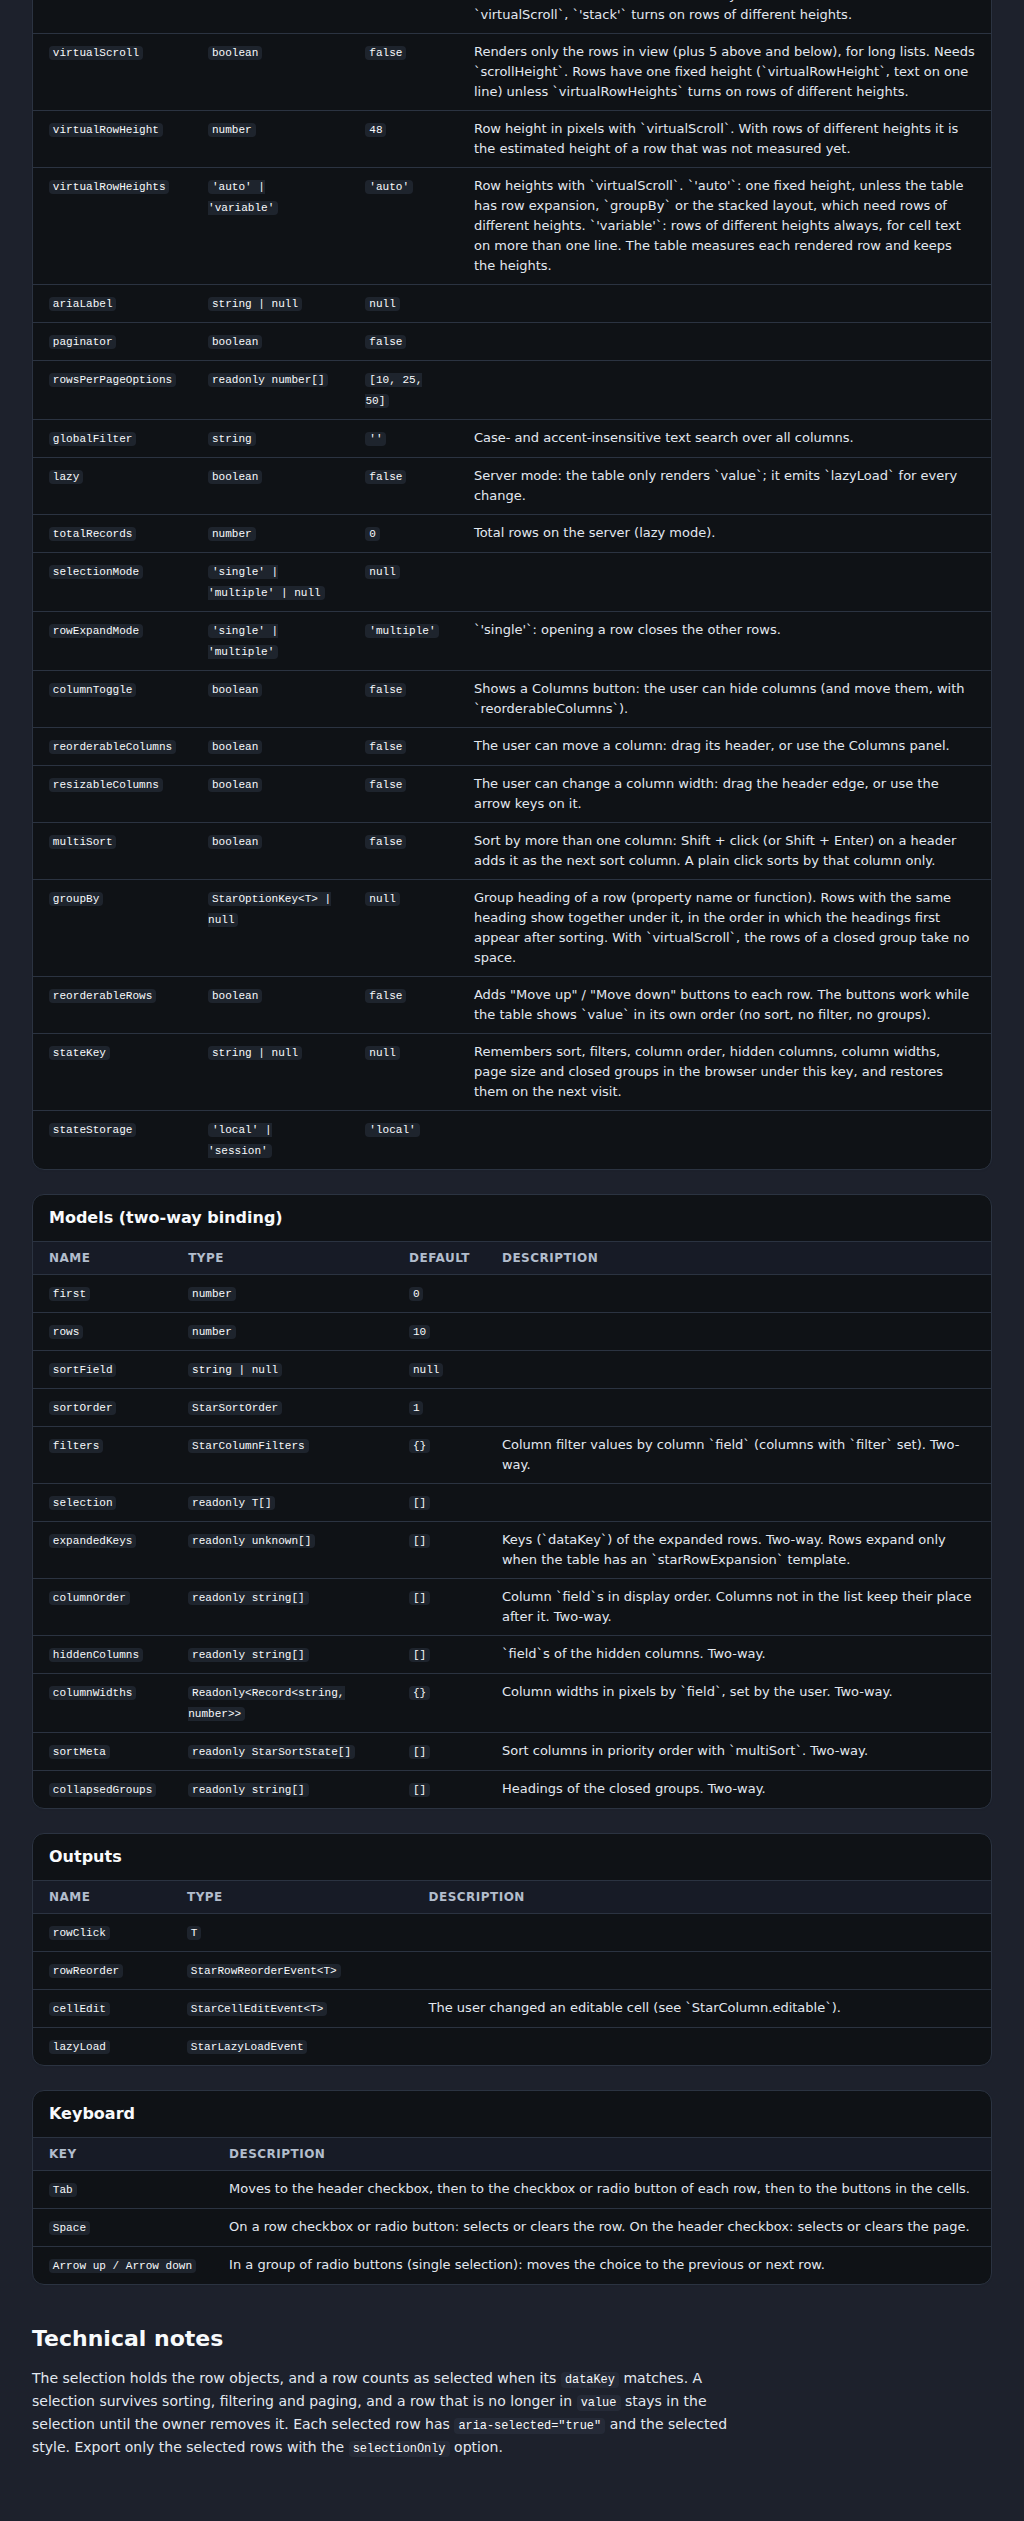 `virtualScroll`, `'stack'` turns on rows of different heights.
virtualScroll boolean false Renders only the rows in view (plus 5 above and below), for long lists. Needs
`scrollHeight`. Rows have one fixed height (`virtualRowHeight`, text on one
line) unless `virtualRowHeights` turns on rows of different heights.
virtualRowHeight number 48 Row height in pixels with `virtualScroll`. With rows of different heights it is
the estimated height of a row that was not measured yet.
virtualRowHeights 'auto' | 'auto' Row heights with `virtualScroll`. `'auto'`: one fixed height, unless the table
'variable' has row expansion, `groupBy` or the stacked layout, which need rows of
different heights. `'variable'`: rows of different heights always, for cell text
on more than one line. The table measures each rendered row and keeps
the heights.
ariaLabel string | null null
paginator boolean false
rowsPerPageOptions readonly number[] [10, 25,
50]
globalFilter string '' Case- and accent-insensitive text search over all columns.
lazy boolean false Server mode: the table only renders `value`; it emits `lazyLoad` for every
change.
totalRecords number 0 Total rows on the server (lazy mode).
selectionMode 'single' | null
'multiple' | null
rowExpandMode 'single' | 'multiple' `'single'`: opening a row closes the other rows.
'multiple'
columnToggle boolean false Shows a Columns button: the user can hide columns (and move them, with
`reorderableColumns`).
reorderableColumns boolean false The user can move a column: drag its header, or use the Columns panel.
resizableColumns boolean false The user can change a column width: drag the header edge, or use the
arrow keys on it.
multiSort boolean false Sort by more than one column: Shift + click (or Shift + Enter) on a header
adds it as the next sort column. A plain click sorts by that column only.
groupBy StarOptionKey<T> | null Group heading of a row (property name or function). Rows with the same
null heading show together under it, in the order in which the headings first
appear after sorting. With `virtualScroll`, the rows of a closed group take no
space.
reorderableRows boolean false Adds "Move up" / "Move down" buttons to each row. The buttons work while
the table shows `value` in its own order (no sort, no filter, no groups).
stateKey string | null null Remembers sort, filters, column order, hidden columns, column widths,
page size and closed groups in the browser under this key, and restores
them on the next visit.
stateStorage 'local' | 'local'
'session'
Models (two-way binding)
NAME TYPE DEFAULT DESCRIPTION
first number 0
rows number 10
sortField string | null null
sortOrder StarSortOrder 1
filters StarColumnFilters {} Column filter values by column `field` (columns with `filter` set). Two-
way.
selection readonly T[] []
expandedKeys readonly unknown[] [] Keys (`dataKey`) of the expanded rows. Two-way. Rows expand only
when the table has an `starRowExpansion` template.
columnOrder readonly string[] [] Column `field`s in display order. Columns not in the list keep their place
after it. Two-way.
hiddenColumns readonly string[] [] `field`s of the hidden columns. Two-way.
columnWidths Readonly<Record<string, {} Column widths in pixels by `field`, set by the user. Two-way.
number>>
sortMeta readonly StarSortState[] [] Sort columns in priority order with `multiSort`. Two-way.
collapsedGroups readonly string[] [] Headings of the closed groups. Two-way.
Outputs
NAME TYPE DESCRIPTION
rowClick T
rowReorder StarRowReorderEvent<T>
cellEdit StarCellEditEvent<T> The user changed an editable cell (see `StarColumn.editable`).
lazyLoad StarLazyLoadEvent
Keyboard
KEY DESCRIPTION
Tab Moves to the header checkbox, then to the checkbox or radio button of each row, then to the buttons in the cells.
Space On a row checkbox or radio button: selects or clears the row. On the header checkbox: selects or clears the page.
Arrow up / Arrow down In a group of radio buttons (single selection): moves the choice to the previous or next row.
Technical notes
The selection holds the row objects, and a row counts as selected when its dataKey matches. A
selection survives sorting, filtering and paging, and a row that is no longer in value stays in the
selection until the owner removes it. Each selected row has aria-selected="true" and the selected
style. Export only the selected rows with the selectionOnly option.